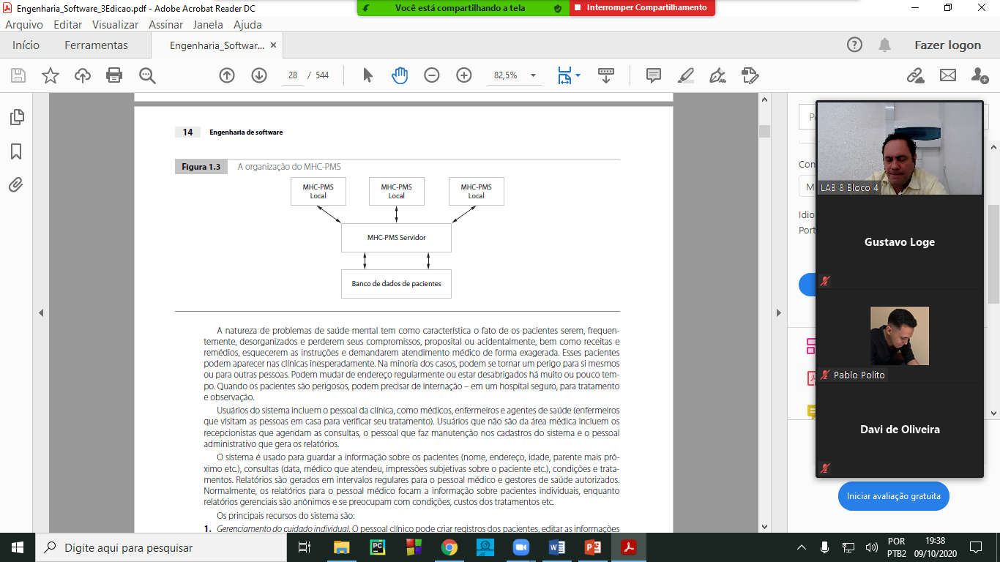 Engenharia_Software_3Edicao.pdf - Adobe Acrobat Reader DC
Você está compartilhando a tela
Interromper Compartilhamento
Arquivo Editar Visualizar Assinar Janela Ajuda
Início Ferramentas Engenharia_Softwar... ×
Fazer logon
28 / 544
82,5%
14 Engenharia de software
Figura 1.3 A organização do MHC-PMS
MHC-PMS
Local
MHC-PMS
Local
MHC-PMS
Local
MHC-PMS Servidor
Banco de dados de pacientes
A natureza de problemas de saúde mental tem como característica o fato de os pacientes serem, frequen-
temente, desorganizados e perderem seus compromissos, proposital ou acidentalmente, bem como receitas e
remédios, esquecerem as instruções e demandarem atendimento médico de forma exagerada. Esses pacientes
podem aparecer nas clínicas inesperadamente. Na minoria dos casos, podem se tornar um perigo para si mesmos
ou para outras pessoas. Podem mudar de endereço regularmente ou estar desabrigados há muito ou pouco tem-
po. Quando os pacientes são perigosos, podem precisar de internação – em um hospital seguro, para tratamento
e observação.
Usuários do sistema incluem o pessoal da clínica, como médicos, enfermeiros e agentes de saúde (enfermeiros
que visitam as pessoas em casa para verificar seu tratamento). Usuários que não são da área médica incluem os
recepcionistas que agendam as consultas, o pessoal que faz manutenção nos cadastros do sistema e o pessoal
administrativo que gera os relatórios.
O sistema é usado para guardar a informação sobre os pacientes (nome, endereço, idade, parente mais pró-
ximo etc.), consultas (data, médico que atendeu, impressões subjetivas sobre o paciente etc.), condições e trata-
mentos. Relatórios são gerados em intervalos regulares para o pessoal médico e gestores de saúde autorizados.
Normalmente, os relatórios para o pessoal médico focam a informação sobre pacientes individuais, enquanto
relatórios gerenciais são anônimos e se preocupam com condições, custos dos tratamentos etc.
Os principais recursos do sistema são:
1. Gerenciamento do cuidado individual. O pessoal clínico pode criar registros dos pacientes, editar as informações
Con
M
Idio
Port
LAB 8 Bloco 4
Gustavo Loge
Pablo Polito
Davi de Oliveira
Iniciar avaliação gratuita
Digite aqui para pesquisar
POR
PTB2
19:38
09/10/2020